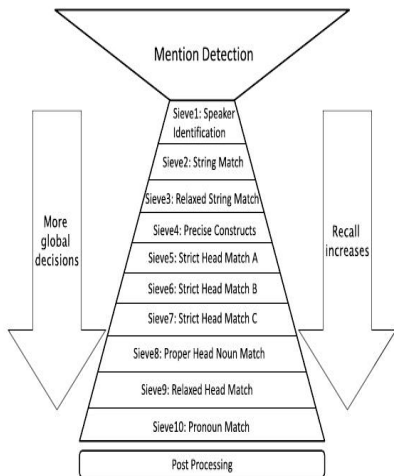 Mention Detection
Sieve1: Speaker
Identification
Sieve2: String Match
Sieve3: Relaxed String Match
Sieve4: Precise Constructs
Sieve5: Strict Head Match A
Sieve6: Strict Head Match B
Sieve7: Strict Head Match C
Sieve8: Proper Head Noun Match
Sieve9: Relaxed Head Match
Sieve10: Pronoun Match
Post Processing
More
global
decisions
Recall
increases